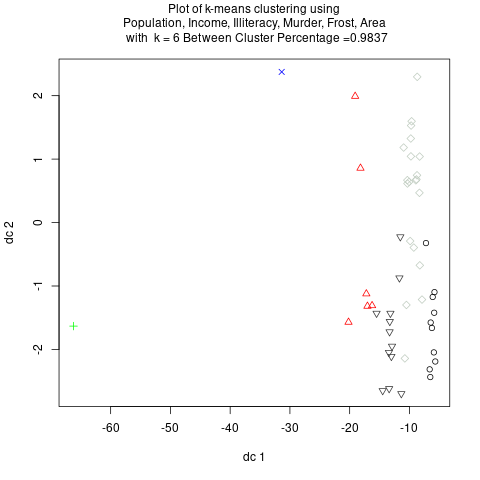 Plot of k-means clustering using
Population, Income, Illiteracy, Murder, Frost, Area
with k = 6 Between Cluster Percentage =0.9837
2
1
0
-1
-2
dc 2
-60
-50
-40
-30
-20
-10
dc 1